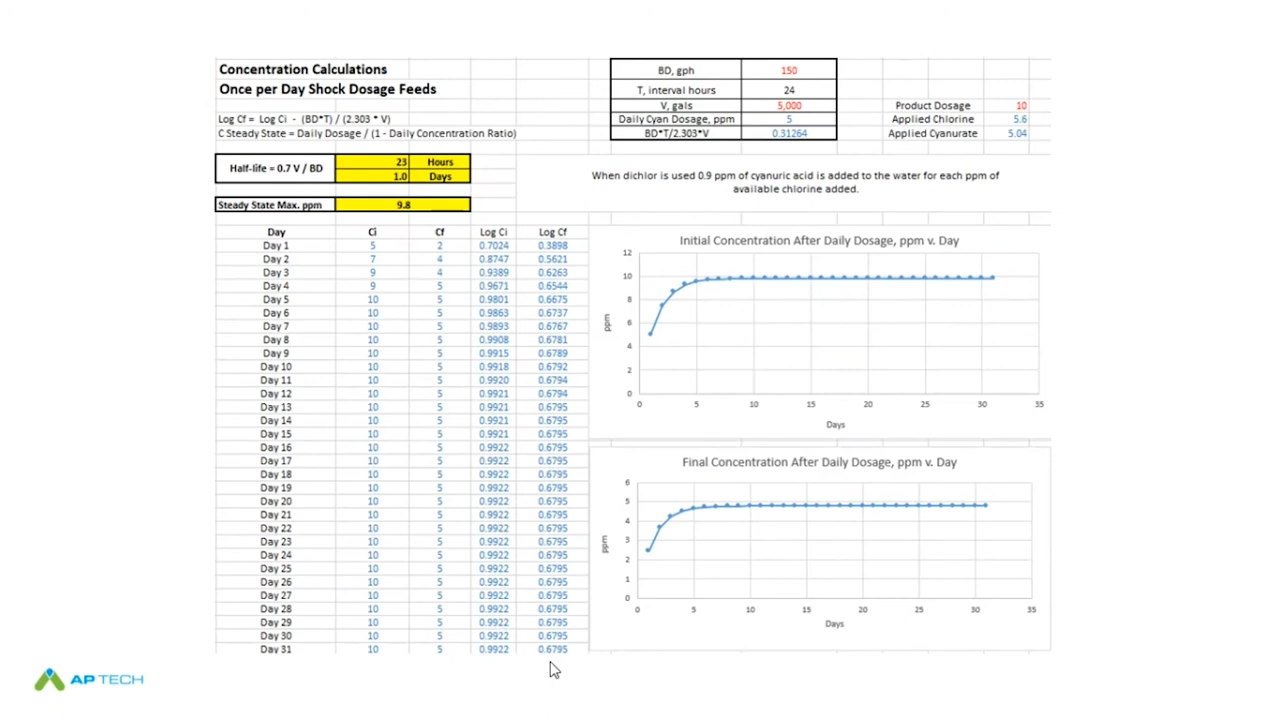 Concentration Calculations
Once per Day Shock Dosage Feeds
Log Cf = Log Ci - (BD*T) / (2.303 * V)
C Steady State = Daily Dosage / (1 - Daily Concentration Ratio)
BD, gph 150
T, interval hours 24
V, gals 5,000
Daily Cyan Dosage, ppm 5
BD*T/2.303*V 0.31264
Product Dosage 10
Applied Chlorine 5.6
Applied Cyanurate 5.04
Half-life = 0.7 V / BD
23 Hours
1.0 Days
Steady State Max. ppm 9.8
When dichlor is used 0.9 ppm of cyanuric acid is added to the water for each ppm of
available chlorine added.
Day Ci Cf Log Ci Log Cf
Day 1 5 2 0.7024 0.3898
Day 2 7 4 0.8747 0.5621
Day 3 9 4 0.9389 0.6263
Day 4 9 5 0.9671 0.6544
Day 5 10 5 0.9801 0.6675
Day 6 10 5 0.9863 0.6737
Day 7 10 5 0.9893 0.6767
Day 8 10 5 0.9908 0.6781
Day 9 10 5 0.9915 0.6789
Day 10 10 5 0.9918 0.6792
Day 11 10 5 0.9920 0.6794
Day 12 10 5 0.9921 0.6794
Day 13 10 5 0.9921 0.6795
Day 14 10 5 0.9921 0.6795
Day 15 10 5 0.9921 0.6795
Day 16 10 5 0.9922 0.6795
Day 17 10 5 0.9922 0.6795
Day 18 10 5 0.9922 0.6795
Day 19 10 5 0.9922 0.6795
Day 20 10 5 0.9922 0.6795
Day 21 10 5 0.9922 0.6795
Day 22 10 5 0.9922 0.6795
Day 23 10 5 0.9922 0.6795
Day 24 10 5 0.9922 0.6795
Day 25 10 5 0.9922 0.6795
Day 26 10 5 0.9922 0.6795
Day 27 10 5 0.9922 0.6795
Day 28 10 5 0.9922 0.6795
Day 29 10 5 0.9922 0.6795
Day 30 10 5 0.9922 0.6795
Day 31 10 5 0.9922 0.6795
Initial Concentration After Daily Dosage, ppm v. Day
12
10
8
6
4
2
0
ppm
0 5 10 15 20 25 30 35
Days
Final Concentration After Daily Dosage, ppm v. Day
6
5
4
3
2
1
0
ppm
0 5 10 15 20 25 30 35
Days
AP TECH